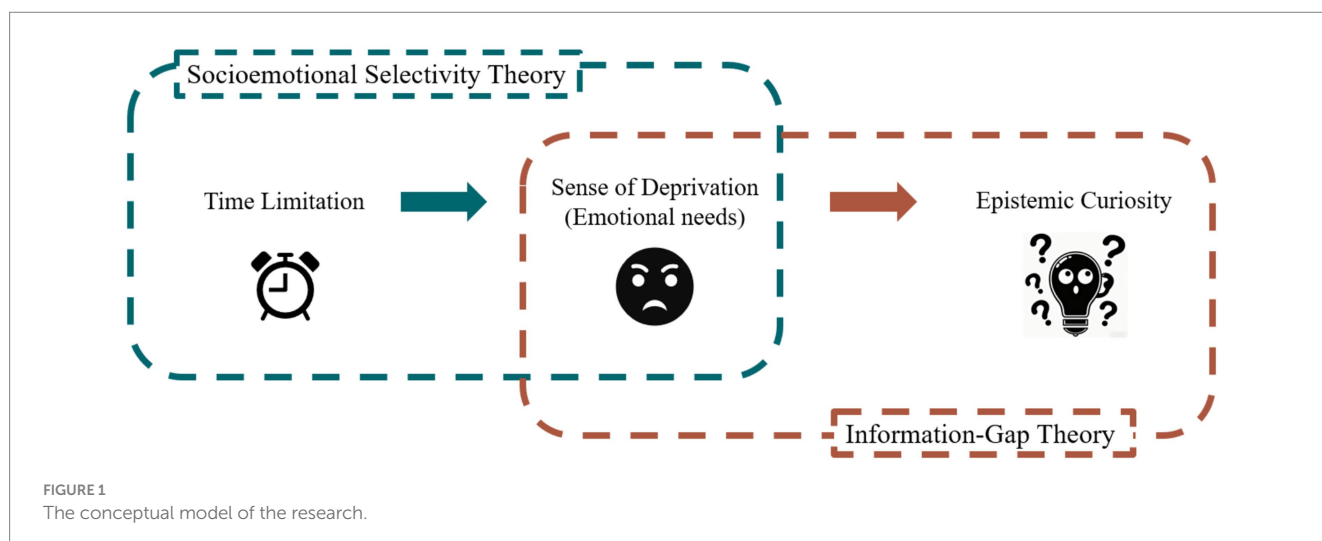 Socioemotional Selectivity Theory
Time Limitation
Sense of Deprivation
(Emotional needs)
Epistemic Curiosity
? ? ? ? ? ?
Information-Gap Theory
FIGURE 1
The conceptual model of the research.